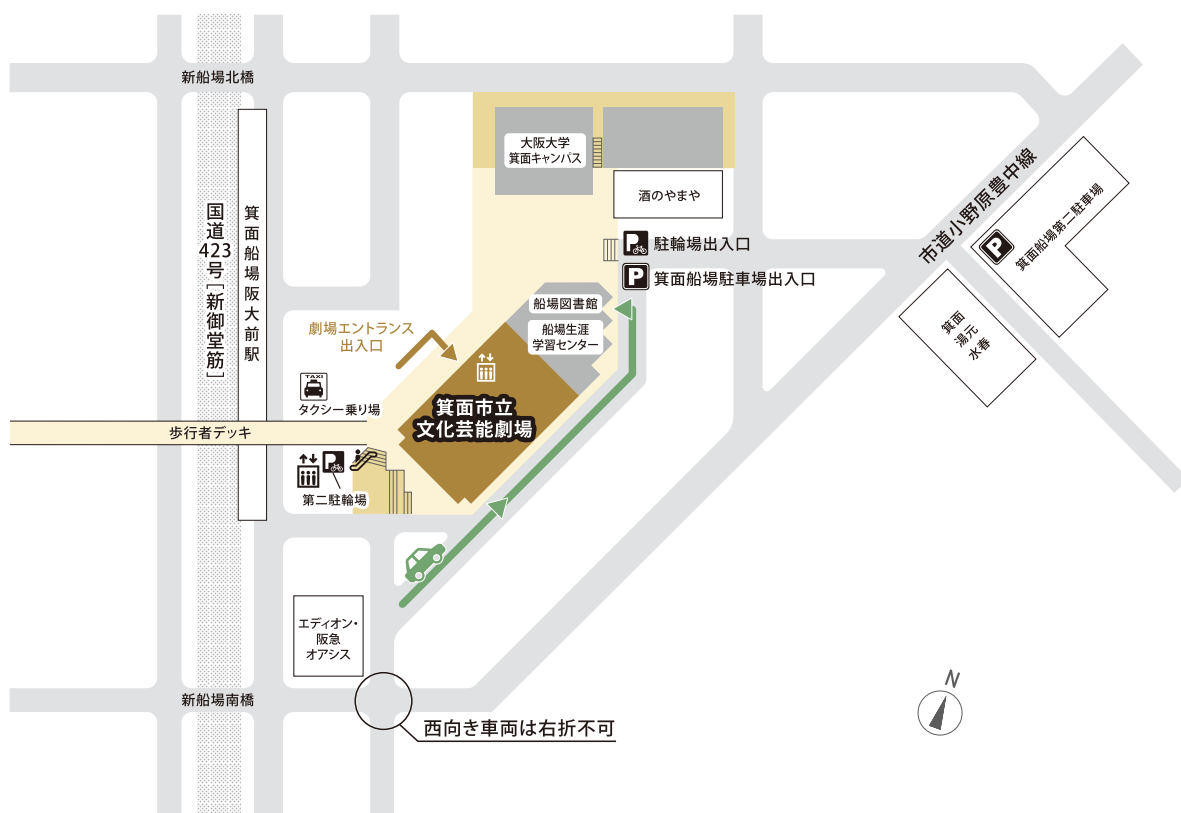 新船場北橋
大阪大学
箕面キャンパス
酒のやまや
市道小野原豊中線
P
箕面船場第二駐車場
国道423号[新御堂筋]
箕面船場阪大前駅
P
駐輪場出入口
P
箕面船場駐車場出入口
船場図書館
船場生涯
学習センター
劇場エントランス
出入口
箕面
湯元
水春
TAXI
タクシー乗り場
箕面市立
文化芸能劇場
歩行者デッキ
P
第二駐輪場
エディオン・
阪急
オアシス
新船場南橋
西向き車両は右折不可
N